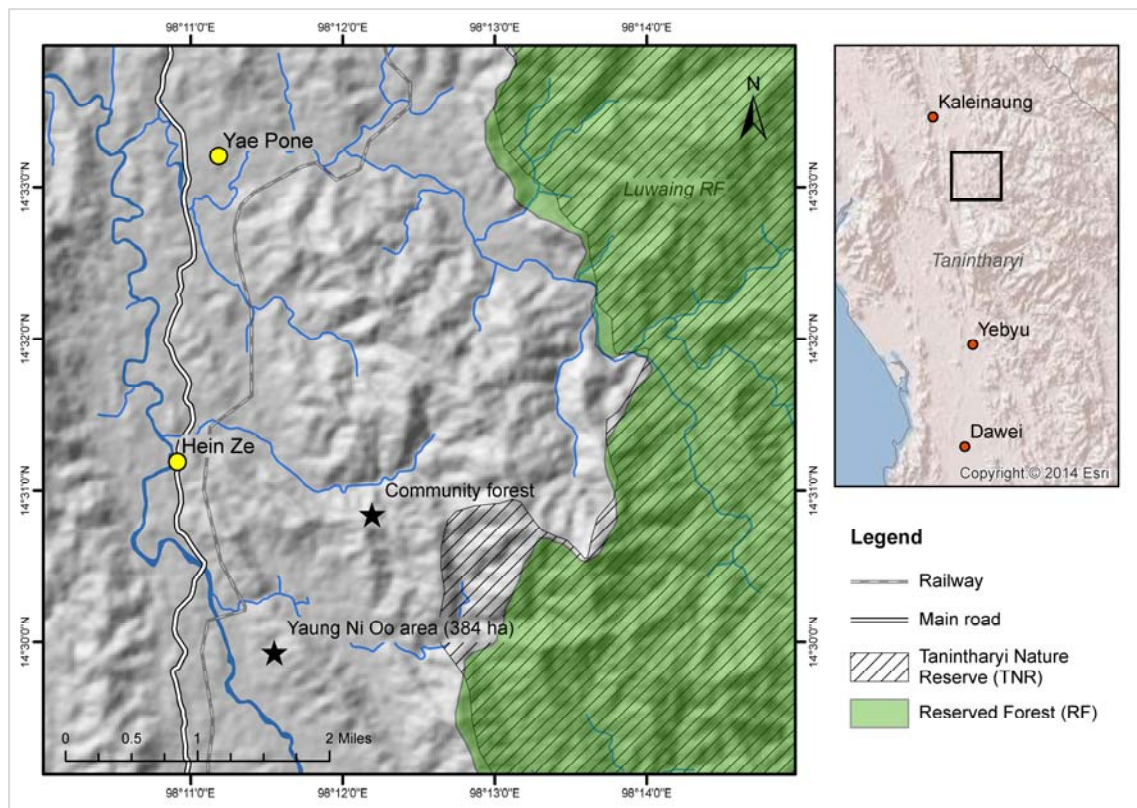 98°11'0"E
98°12'0"E
98°13'0"E
98°14'0"E
N
Yae Pone
Luwaing RF
14°33'0"N
14°33'0"N
14°32'0"N
14°32'0"N
Hein Ze
Community forest
14°31'0"N
14°31'0"N
Yaung Ni Oo area (384 ha)
14°30'0"N
14°30'0"N
0 0.5 1 2 Miles
98°11'0"E
98°12'0"E
98°13'0"E
98°14'0"E
Kaleinaung
Tanintharyi
Yebyu
Dawei
Copyright © 2014 Esri
Legend
Railway
Main road
Tanintharyi Nature
Reserve (TNR)
Reserved Forest (RF)